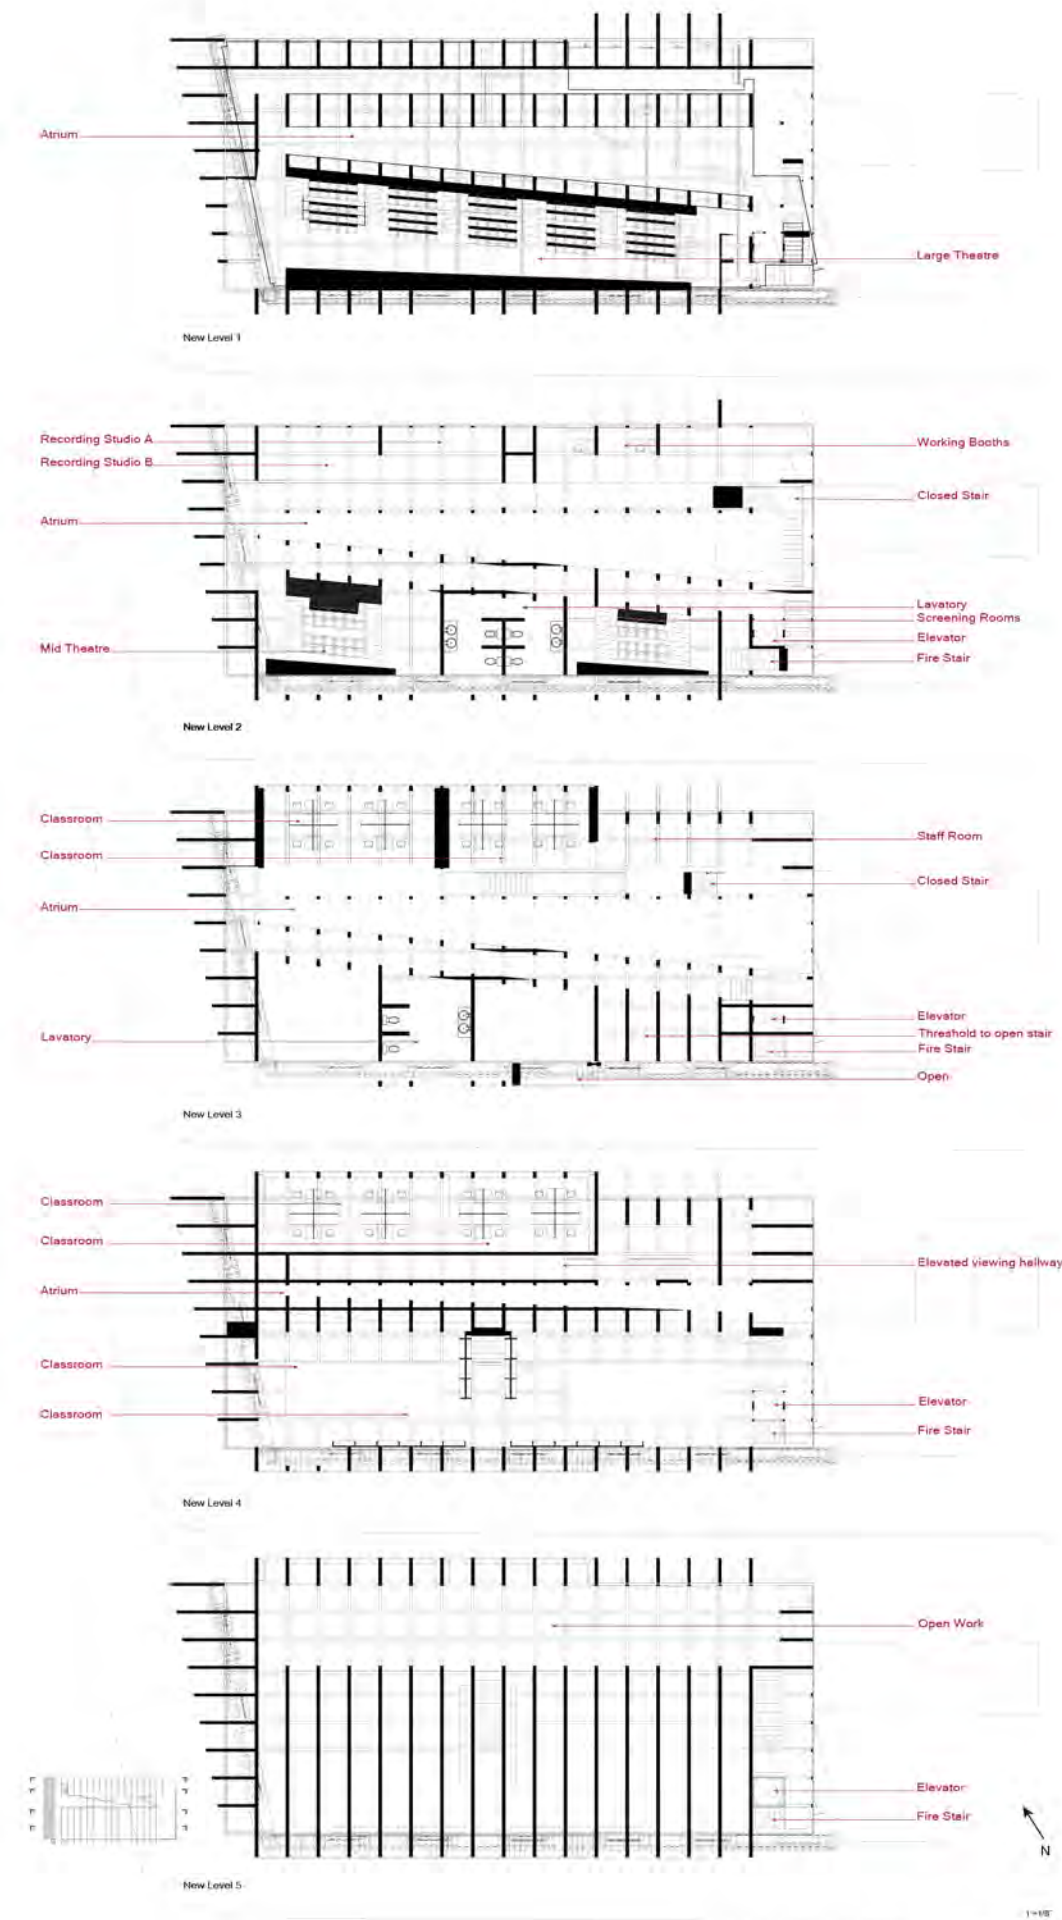 Atrium
Large Theatre
New Level 1
Recording Studio A
Working Booths
Recording Studio B
Closed Stair
Atrium
Lavatory
Screening Rooms
Elevator
Mid Theatre
Fire Stair
New Level 2
Classroom
Staff Room
Classroom
Closed Stair
Atrium
Elevator
Threshold to open stair
Lavatory
Fire Stair
Open
New Level 3
Classroom
Classroom
Elevated viewing hallway
Atrium
Classroom
Elevator
Classroom
Fire Stair
New Level 4
Open Work
Elevator
Fire Stair
N
New Level 5